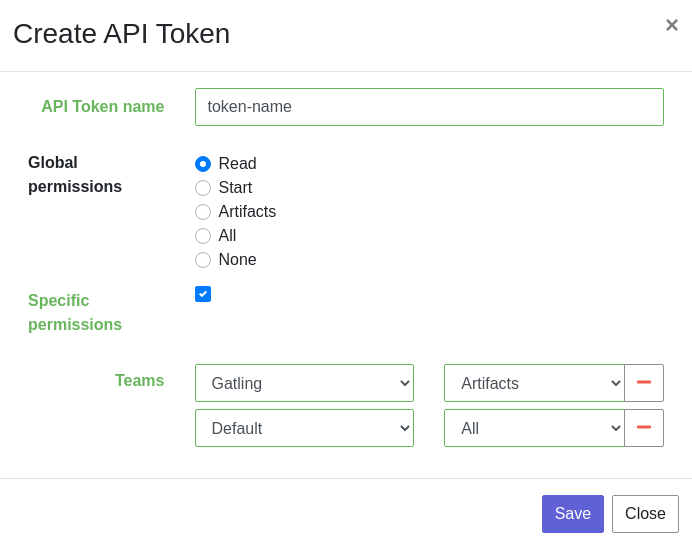 Create API Token
×
API Token name
token-name
Global
permissions
Read
Start
Artifacts
All
None
Specific
permissions
Teams
Gatling
Artifacts
Default
All
Save
Close